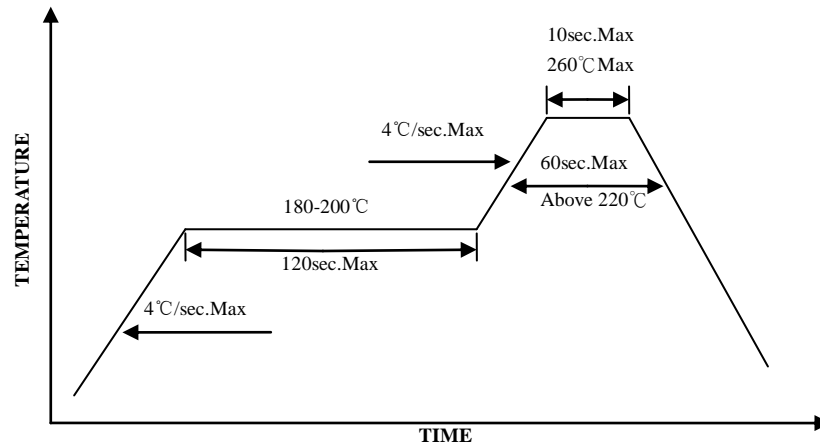 10sec.Max
260℃Max
4℃/sec.Max
60sec.Max
Above 220℃
180-200℃
120sec.Max
4℃/sec.Max
TEMPERATURE
TIME